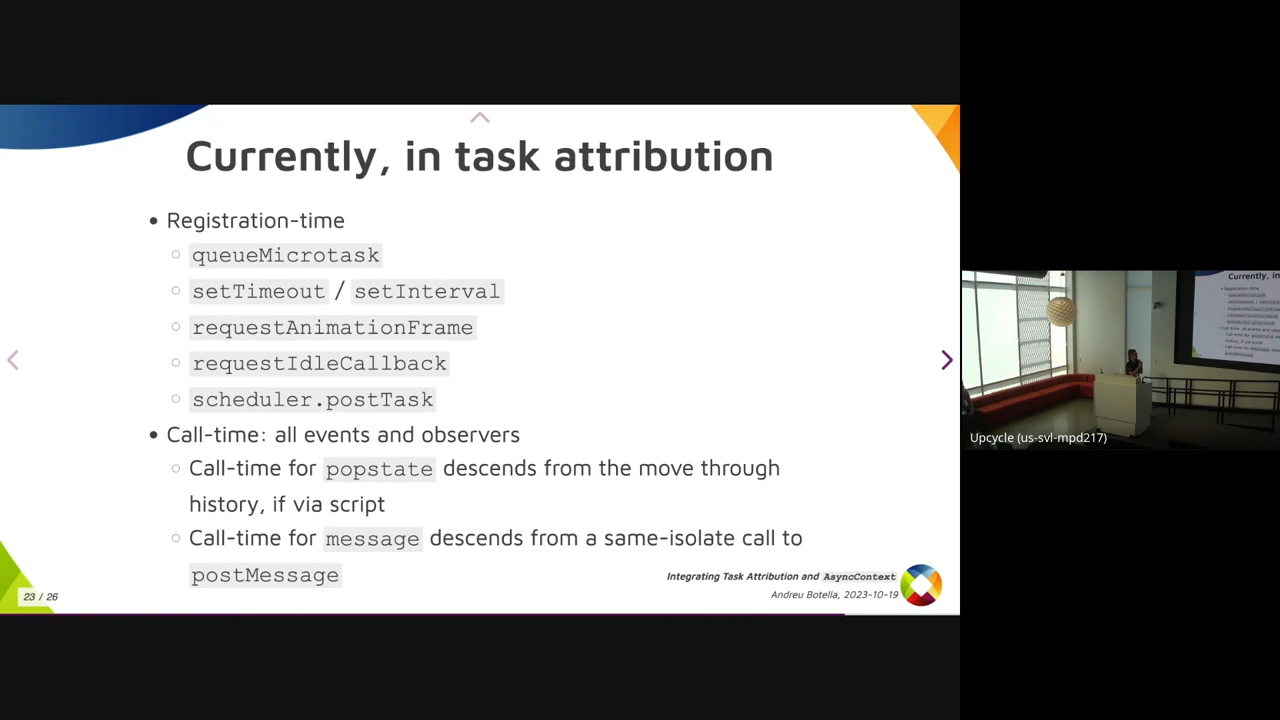 Currently, in task attribution
• Registration-time
○ queueMicrotask
○ setTimeout / setInterval
○ requestAnimationFrame
○ requestIdleCallback
○ scheduler.postTask
• Call-time: all events and observers
○ Call-time for popstate descends from the move through
history, if via script
○ Call-time for message descends from a same-isolate call to
postMessage
Integrating Task Attribution and AsyncContext
Andreu Botella, 2023-10-19
23 / 26
Currently, in
Upcycle (us-svl-mpd217)